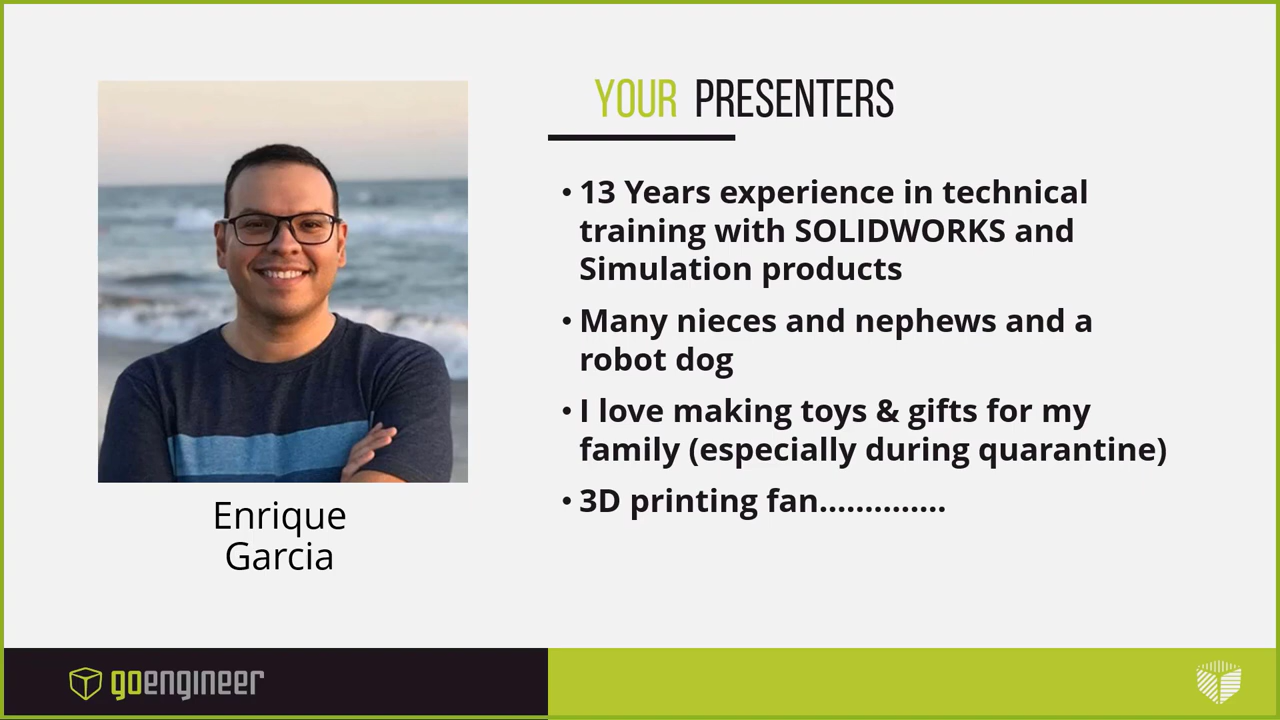 YOUR PRESENTERS
• 13 Years experience in technical
training with SOLIDWORKS and
Simulation products
• Many nieces and nephews and a
robot dog
• I love making toys & gifts for my
family (especially during quarantine)
• 3D printing fan..............
Enrique
Garcia
goengineer